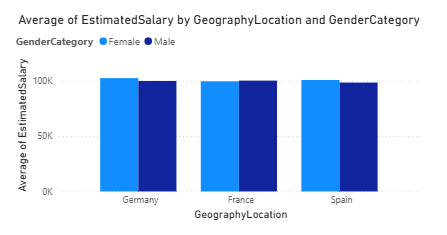 Average of EstimatedSalary by GeographyLocation and GenderCategory
GenderCategory Female Male
Average of EstimatedSalary
100K
50K
0K
Germany France Spain
GeographyLocation